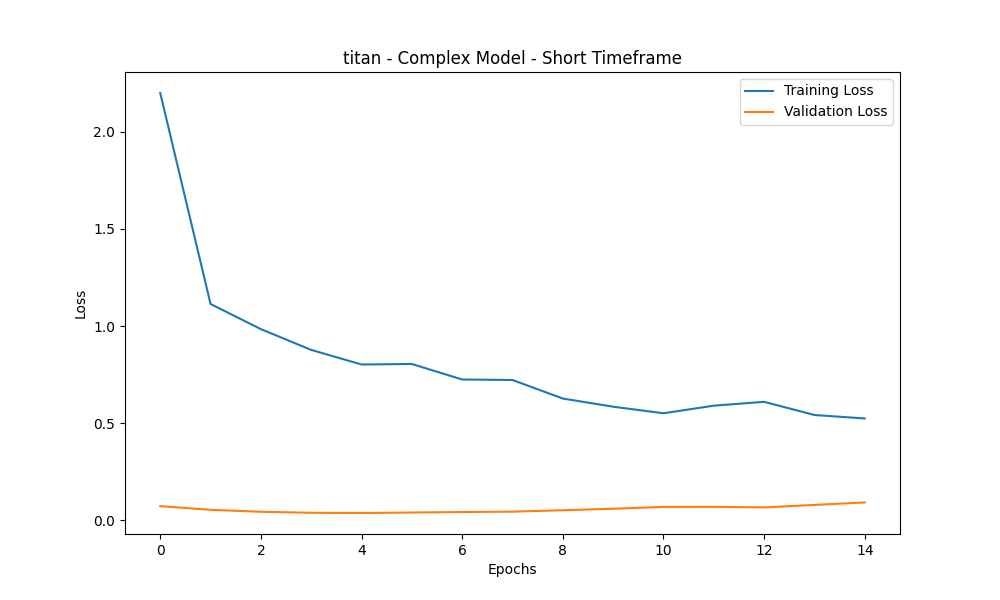 titan - Complex Model - Short Timeframe
Training Loss
Validation Loss
2.0
1.5
1.0
0.5
0.0
Loss
0 2 4 6 8 10 12 14
Epochs